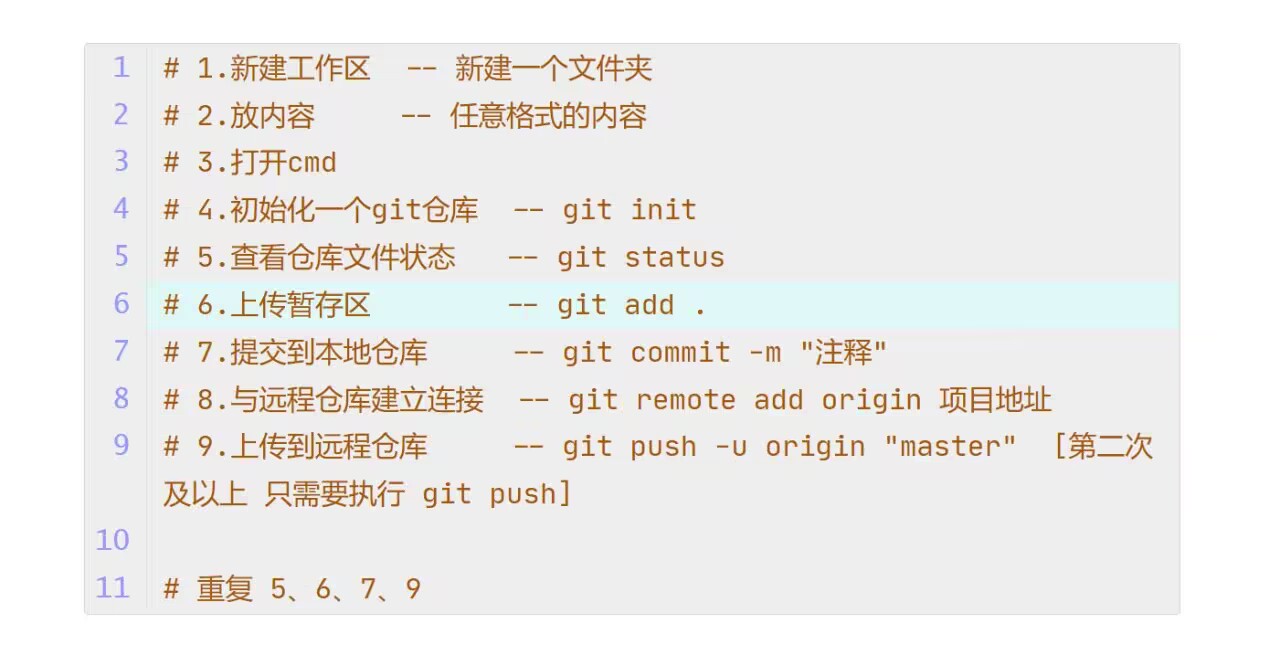 1 # 1.新建工作区  -- 新建一个文件夹
2 # 2.放内容     -- 任意格式的内容
3 # 3.打开cmd
4 # 4.初始化一个git仓库  -- git init
5 # 5.查看仓库文件状态   -- git status
6 # 6.上传暂存区        -- git add .
7 # 7.提交到本地仓库     -- git commit -m "注释"
8 # 8.与远程仓库建立连接  -- git remote add origin 项目地址
9 # 9.上传到远程仓库     -- git push -u origin "master"  [第二次
及以上 只需要执行 git push]
10
11 # 重复 5、6、7、9